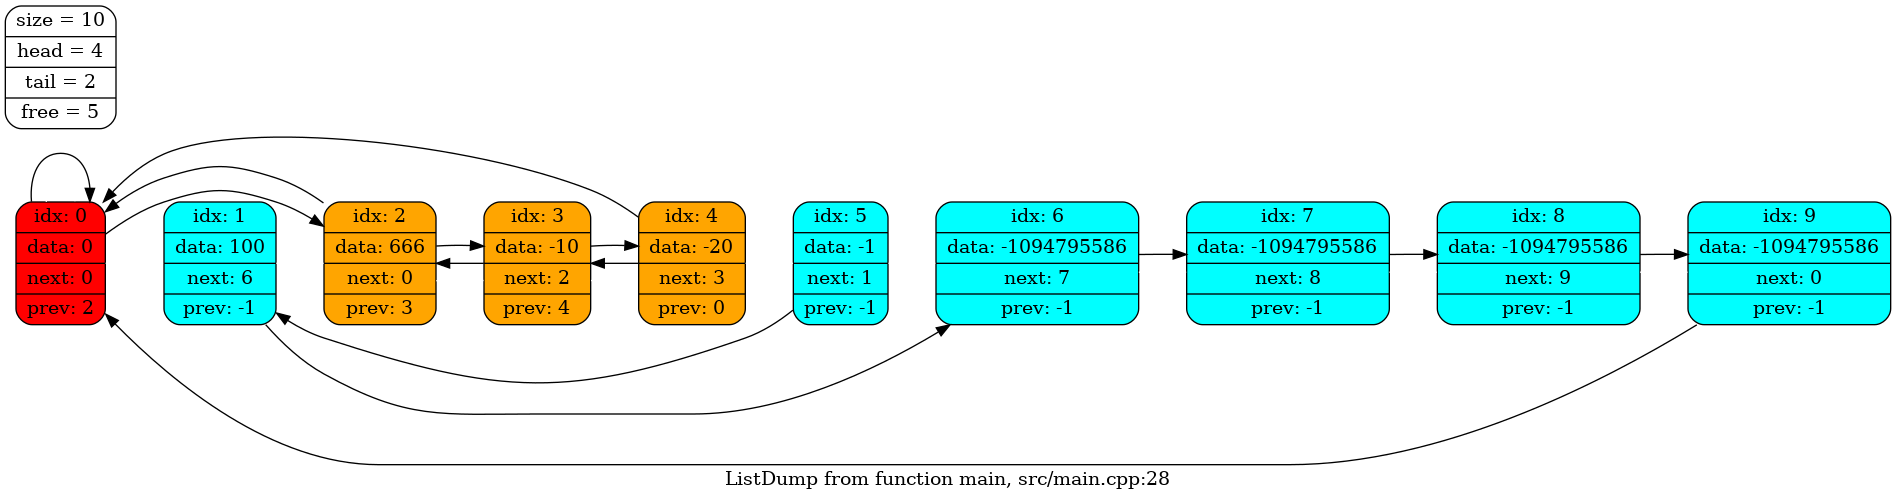 size = 10
head = 4
tail = 2
free = 5
idx: 0
data: 0
next: 0
prev: 2
idx: 1
data: 100
next: 6
prev: -1
idx: 2
data: 666
next: 0
prev: 3
idx: 3
data: -10
next: 2
prev: 4
idx: 4
data: -20
next: 3
prev: 0
idx: 5
data: -1
next: 1
prev: -1
idx: 6
data: -1094795586
next: 7
prev: -1
idx: 7
data: -1094795586
next: 8
prev: -1
idx: 8
data: -1094795586
next: 9
prev: -1
idx: 9
data: -1094795586
next: 0
prev: -1
ListDump from function main, src/main.cpp:28